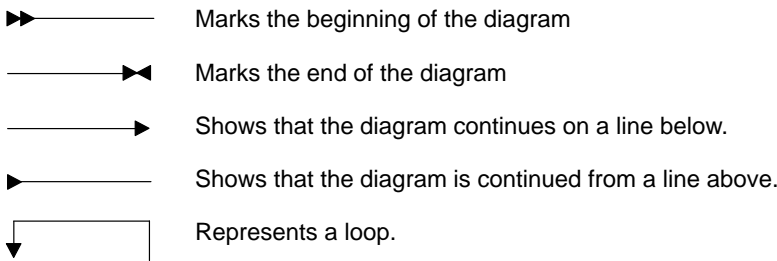 Marks the beginning of the diagram
Marks the end of the diagram
Shows that the diagram continues on a line below.
Shows that the diagram is continued from a line above.
Represents a loop.